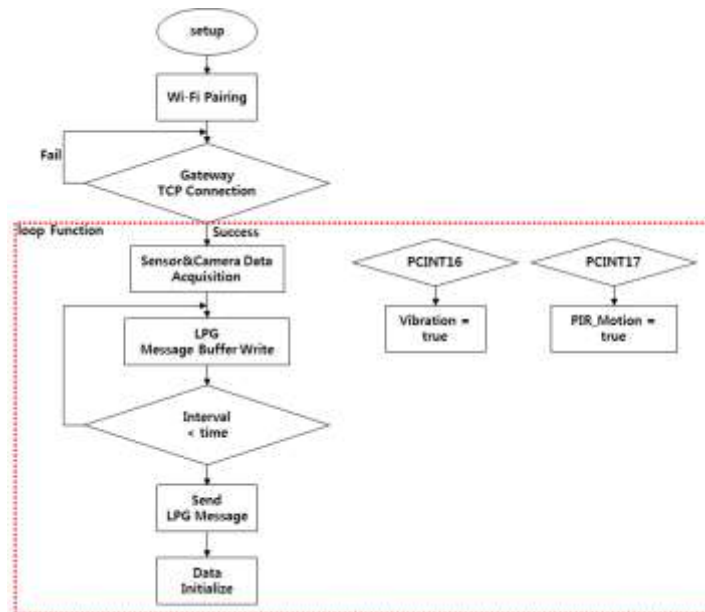 setup
Wi-Fi Pairing
Fail
Gateway
TCP Connection
loop Function
Success
Sensor&Camera Data
Acquisition
PCINT16
PCINT17
Vibration =
true
PIR_Motion =
true
LPG
Message Buffer Write
Interval
< time
Send
LPG Message
Data
Initialize